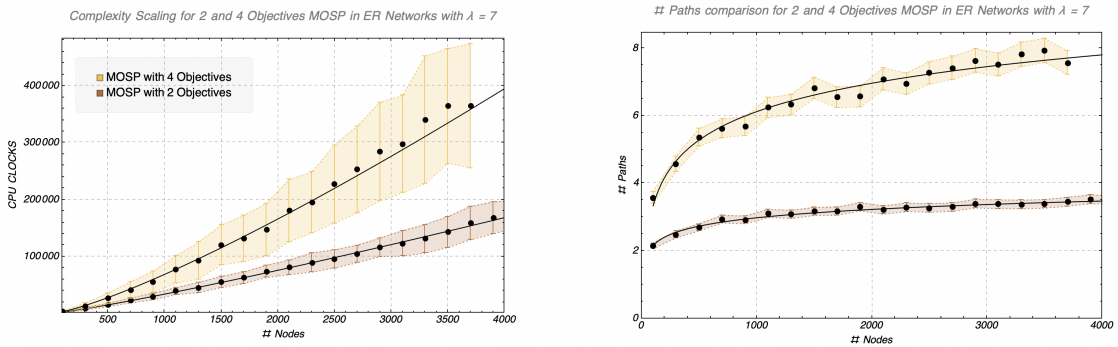 Complexity Scaling for 2 and 4 Objectives MOSP in ER Networks with λ = 7
MOSP with 4 Objectives
MOSP with 2 Objectives
CPU CLOCKS
400000
300000
200000
100000
500
1000
1500
2000
2500
3000
3500
4000
# Nodes
# Paths comparison for 2 and 4 Objectives MOSP in ER Networks with λ = 7
# Paths
8
6
4
2
0
0
1000
2000
3000
4000
# Nodes